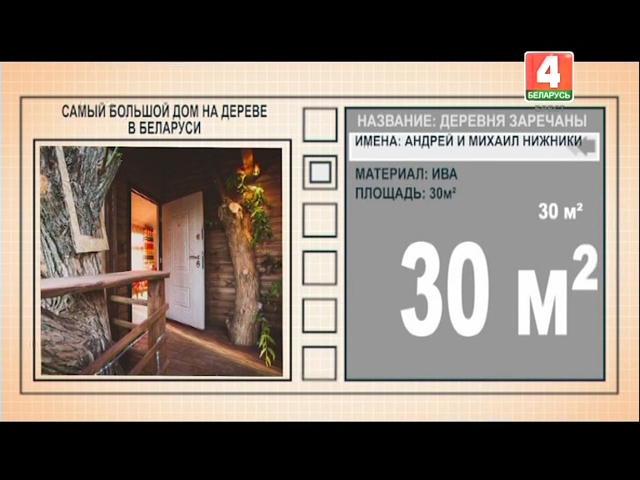 4
БЕЛАРУСЬ
САМЫЙ БОЛЬШОЙ ДОМ НА ДЕРЕВЕ
В БЕЛАРУСИ
НАЗВАНИЕ: ДЕРЕВНЯ ЗАРЕЧАНЫ
ИМЕНА: АНДРЕЙ И МИХАИЛ НИЖНИКИ
МАТЕРИАЛ: ИВА
ПЛОЩАДЬ: 30м²
30 м²
30 м²